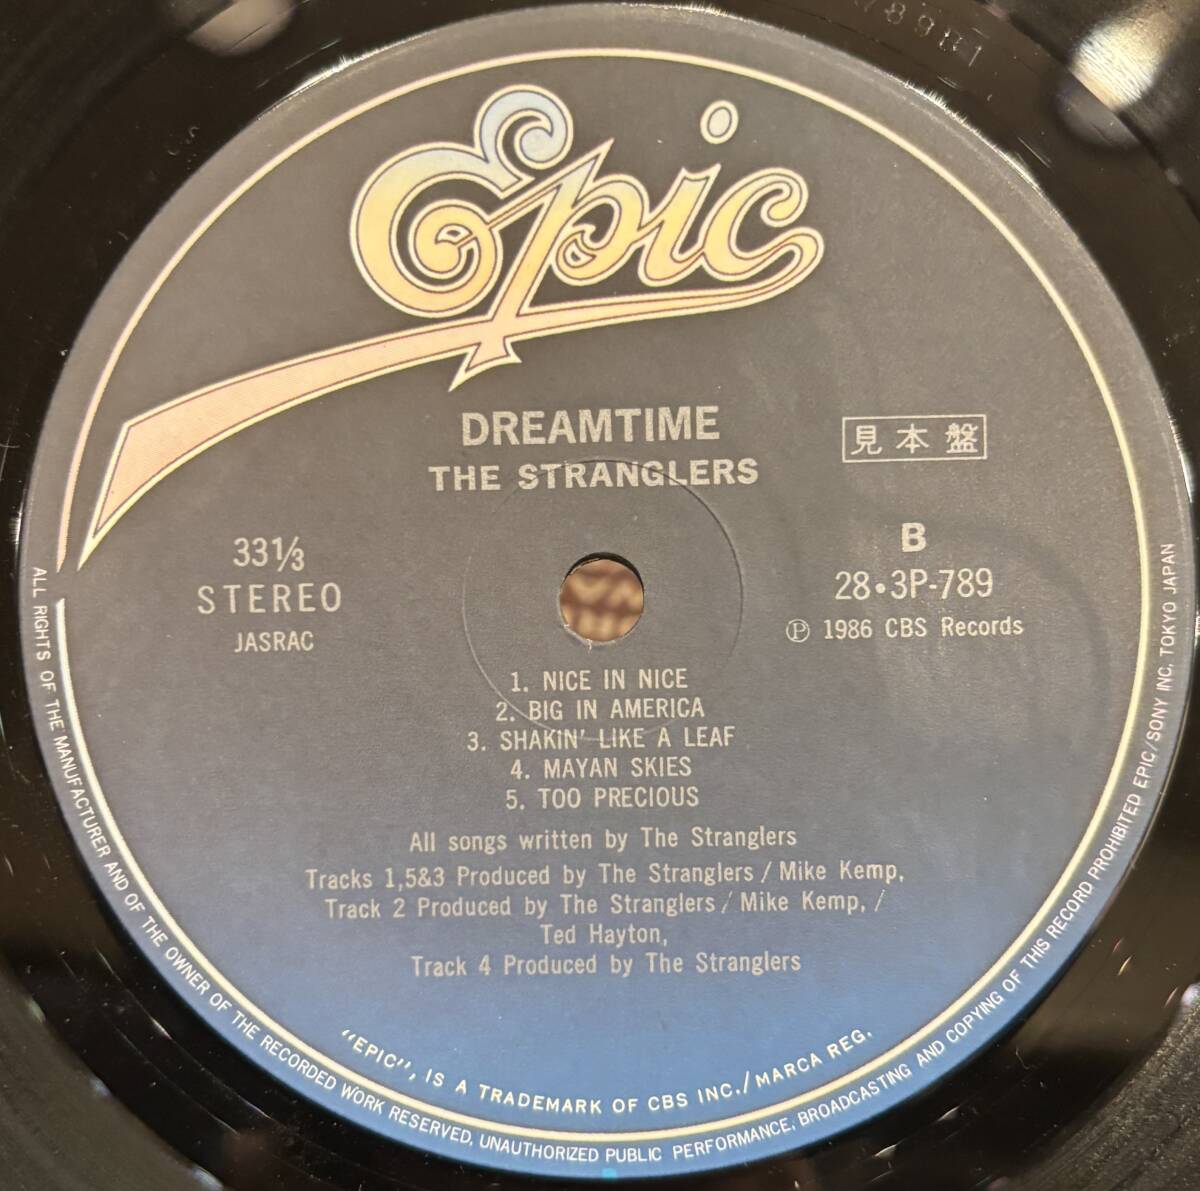 78981
Epic
DREAMTIME
THE STRANGLERS
見本盤
33⅓
STEREO
JASRAC
B
28・3P-789
Ⓟ 1986 CBS Records
1. NICE IN NICE
2. BIG IN AMERICA
3. SHAKIN' LIKE A LEAF
4. MAYAN SKIES
5. TOO PRECIOUS
All songs written by The Stranglers
Tracks 1,5&3 Produced by The Stranglers / Mike Kemp,
Track 2 Produced by The Stranglers / Mike Kemp, /
Ted Hayton,
Track 4 Produced by The Stranglers
"EPIC", IS A TRADEMARK OF CBS INC./MARCA REG.
ALL RIGHTS OF THE MANUFACTURER AND OF THE OWNER OF THE RECORDED WORK RESERVED, UNAUTHORIZED PUBLIC PERFORMANCE, BROADCASTING AND COPYING OF THIS RECORD PROHIBITED EPIC/SONY INC. TOKYO JAPAN